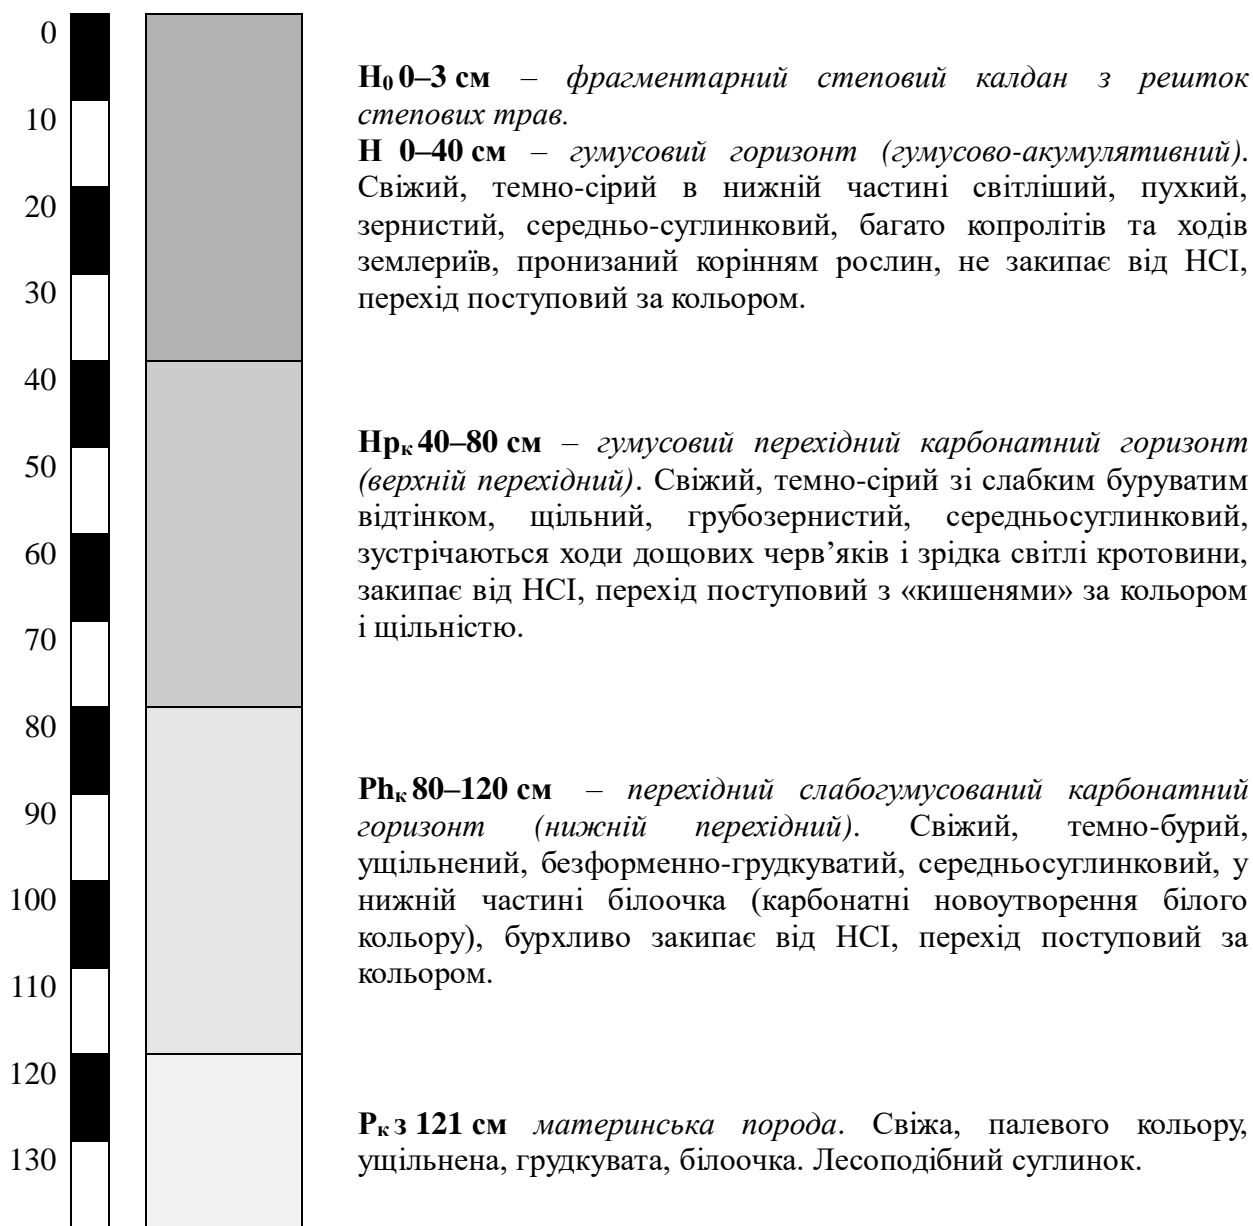 0
10
20
30
40
50
60
70
80
90
100
110
120
130
H₀ 0–3 см – фрагментарний степовий калдан з решток
степових трав.
H 0–40 см – гумусовий горизонт (гумусово-акумулятивний).
Свіжий, темно-сірий в нижній частині світліший, пухкий,
зернистий, середньо-суглинковий, багато копролітів та ходів
землериїв, пронизаний корінням рослин, не закипає від HCI,
перехід поступовий за кольором.
Hpк 40–80 см – гумусовий перехідний карбонатний горизонт
(верхній перехідний). Свіжий, темно-сірий зі слабким буруватим
відтінком, щільний, грубозернистий, середньосуглинковий,
зустрічаються ходи дощових черв’яків і зрідка світлі кротовини,
закипає від HCI, перехід поступовий з «кишенями» за кольором
і щільністю.
Phк 80–120 см – перехідний слабогумусований карбонатний
горизонт (нижній перехідний). Свіжий, темно-бурий,
ущільнений, безформенно-грудкуватий, середньосуглинковий, у
нижній частині білоочка (карбонатні новоутворення білого
кольору), бурхливо закипає від HCI, перехід поступовий за
кольором.
Pк з 121 см материнська порода. Свіжа, палевого кольору,
ущільнена, грудкувата, білоочка. Лесоподібний суглинок.